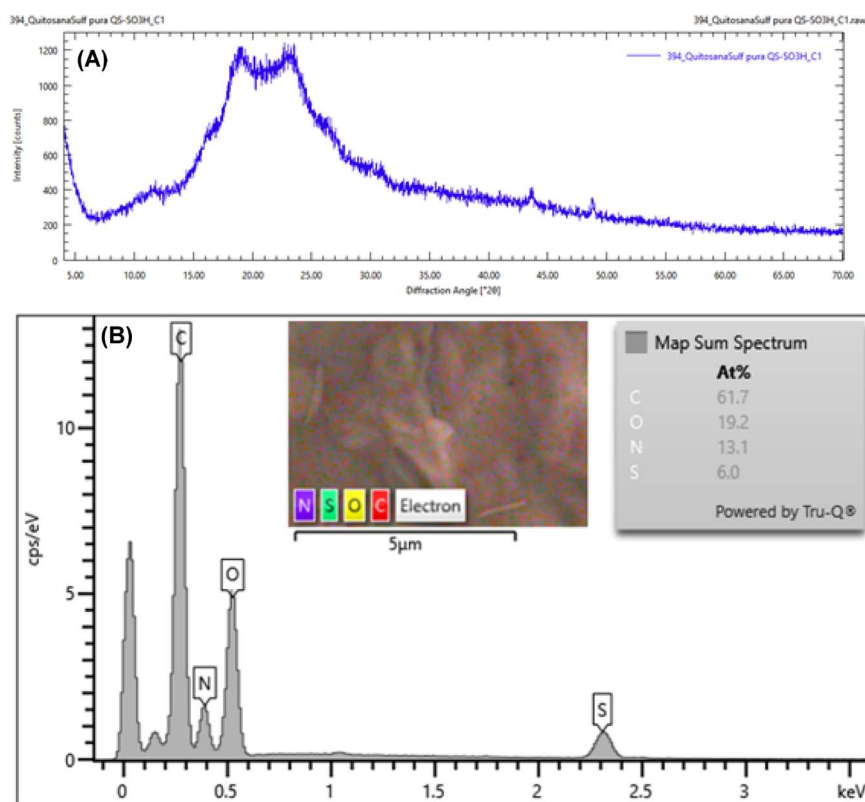 394_QuitosanaSulf pura QS-SO3H_C1
394_QuitosanaSulf pura QS-SO3H_C1.raw
(A)
394_QuitosanaSulf pura QS-SO3H_C1
Intensity [counts]
1200
1000
800
600
400
200
0
5.00 10.00 15.00 20.00 25.00 30.00 35.00 40.00 45.00 50.00 55.00 60.00 65.00 70.00
Diffraction Angle [°2θ]
(B)
cps/eV
10
5
0
C
N
O
S
N S O C Electron
5μm
Map Sum Spectrum
At%
C 61.7
O 19.2
N 13.1
S 6.0
Powered by Tru-Q®
0 0.5 1 1.5 2 2.5 3 keV